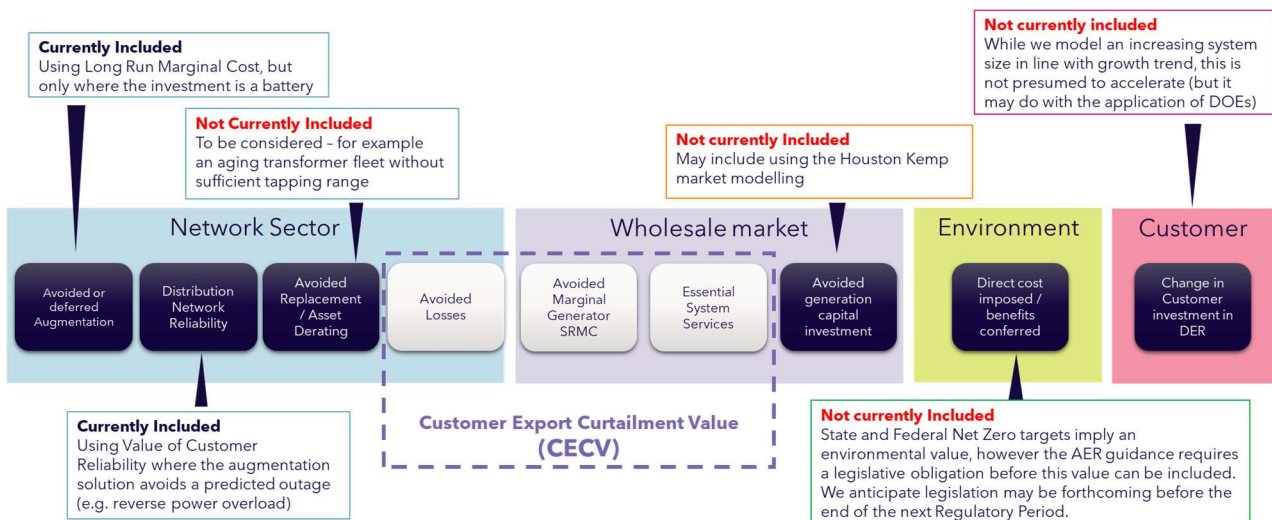 Currently Included
Using Long Run Marginal Cost, but
only where the investment is a battery
Not Currently Included
To be considered – for example
an aging transformer fleet without
sufficient tapping range
Not currently Included
May include using the Houston Kemp
market modelling
Not currently included
While we model an increasing system
size in line with growth trend, this is
not presumed to accelerate (but it
may do with the application of DOEs)
Network Sector
Wholesale market
Environment
Customer
Avoided or
deferred
Augmentation
Distribution
Network
Reliability
Avoided
Replacement
/ Asset
Derating
Avoided
Losses
Avoided
Marginal
Generator
SRMC
Essential
System
Services
Avoided
generation
capital
investment
Direct cost
imposed /
benefits
conferred
Change in
Customer
investment in
DER
Customer Export Curtailment Value
(CECV)
Currently Included
Using Value of Customer
Reliability where the augmentation
solution avoids a predicted outage
(e.g. reverse power overload)
Not currently Included
State and Federal Net Zero targets imply an
environmental value, however the AER guidance requires
a legislative obligation before this value can be included.
We anticipate legislation may be forthcoming before the
end of the next Regulatory Period.